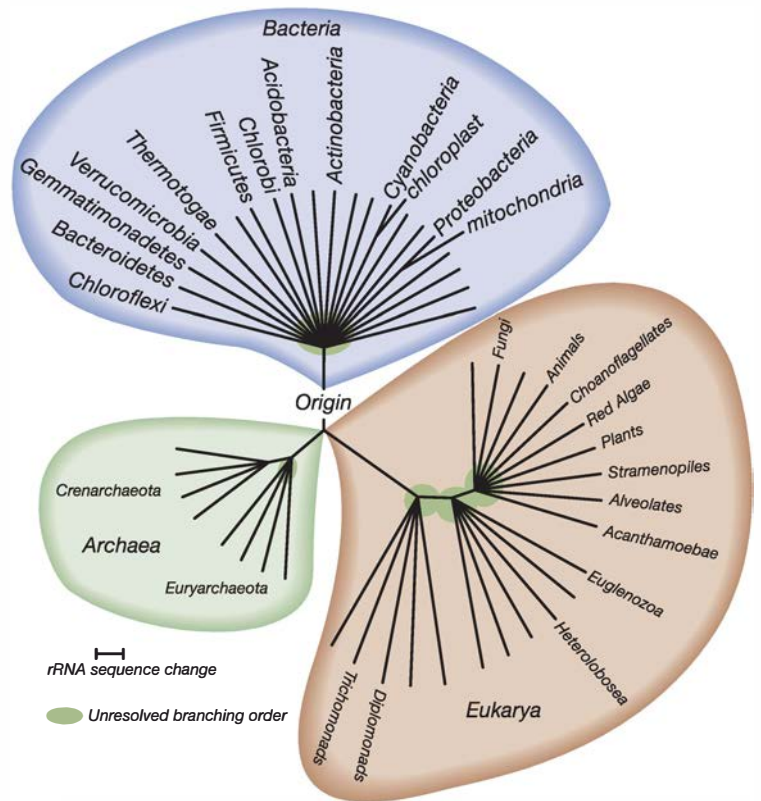 Bacteria
Chloroflexi
Bacteroidetes
Gemmatimonadetes
Verrucomicrobia
Thermotogae
Firmicutes
Chlorobi
Acidobacteria
Actinobacteria
Cyanobacteria
chloroplast
Proteobacteria
mitochondria
Origin
Crenarchaeota
Archaea
Euryarchaeota
Fungi
Animals
Choanoflagellates
Red Algae
Plants
Stramenopiles
Alveolates
Acanthamoebae
Euglenozoa
Heterolobosea
Eukarya
Diplomonads
Trichomonads
rRNA sequence change
Unresolved branching order